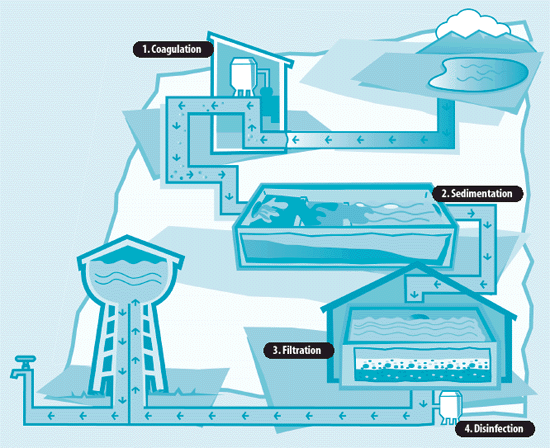 1. Coagulation
2. Sedimentation
3. Filtration
4. Disinfection